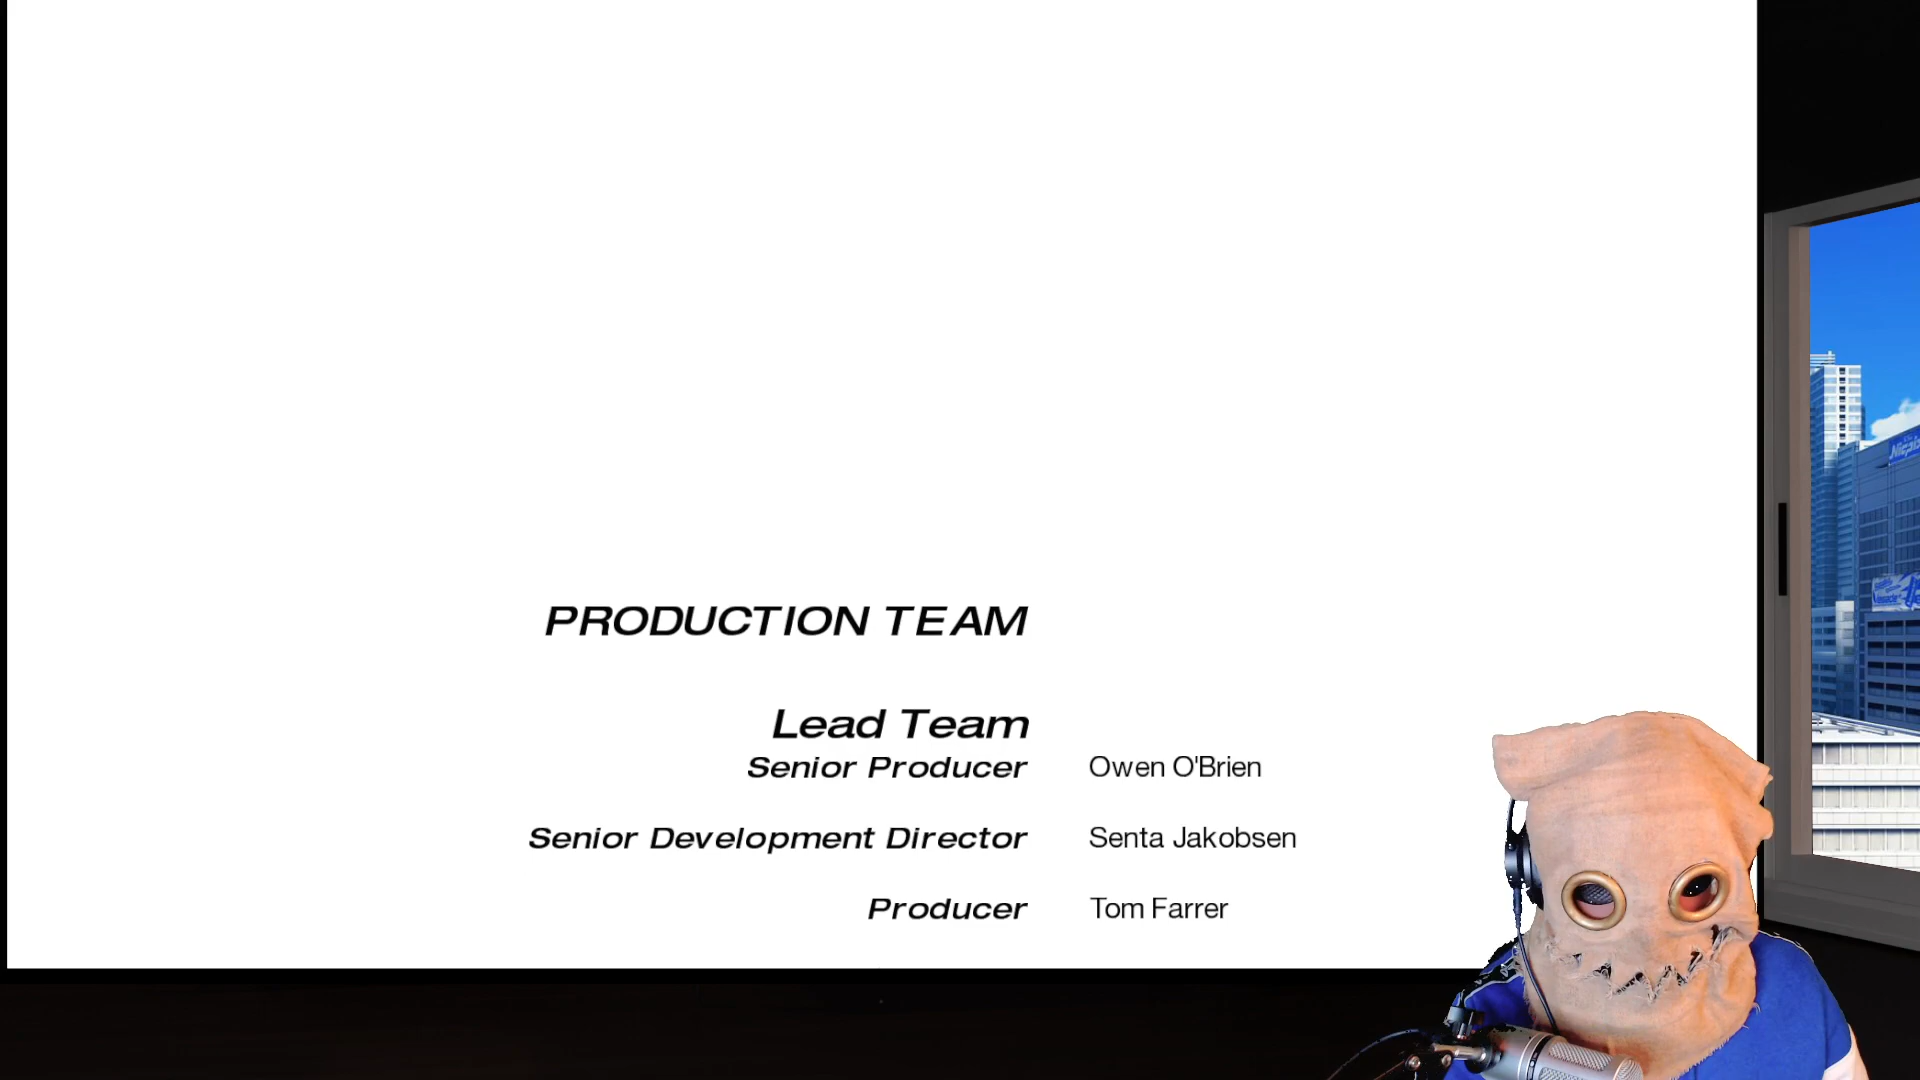 PRODUCTION TEAM
Lead Team
Senior Producer Owen O'Brien
Senior Development Director Senta Jakobsen
Producer Tom Farrer